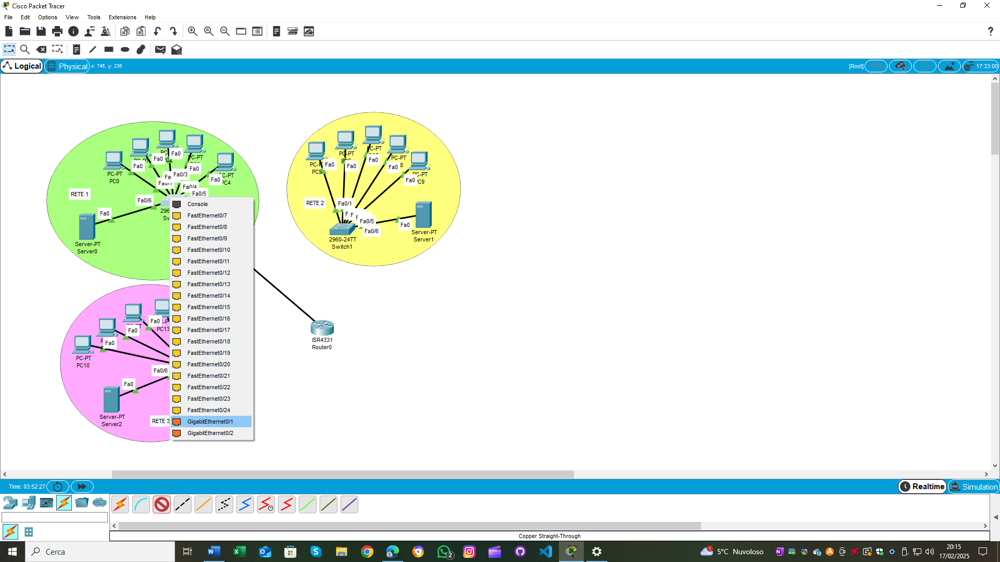 Cisco Packet Tracer
File Edit Options View Tools Extensions Help
Logical Physical x: 746, y: 236 [Root] 17:33:00
PC-PT
PC0
PC-PT
PC-PT
PC4
Fa0
Fa0
Fa0
Fa0
Fa0
Fa0/1
Fa0/3
Fa0/4
Fa0/5
Fa0/6
RETE 1
Fa0
Server-PT
Server0
PC5
PC-PT
PC-PT
PC-PT
PC9
Fa0
Fa0
Fa0
Fa0
Fa0
RETE 2
Fa0/1
Fa0/5
Fa0/6
Fa0
2960-24TT
Switch1
Server-PT
Server1
Console
FastEthernet0/7
FastEthernet0/8
FastEthernet0/9
FastEthernet0/10
FastEthernet0/11
FastEthernet0/12
FastEthernet0/13
FastEthernet0/14
FastEthernet0/15
FastEthernet0/16
FastEthernet0/17
FastEthernet0/18
FastEthernet0/19
FastEthernet0/20
FastEthernet0/21
FastEthernet0/22
FastEthernet0/23
FastEthernet0/24
GigabitEthernet0/1
GigabitEthernet0/2
ISR4331
Router0
Fa0
Fa0
Fa0
PC13
PC-PT
PC10
Fa0/6
Fa0
Server-PT
Server2
RETE 3
Time: 03:52:27 Realtime Simulation
Copper Straight-Through
Cerca
2
1
5°C Nuvoloso
20:15
17/02/2025